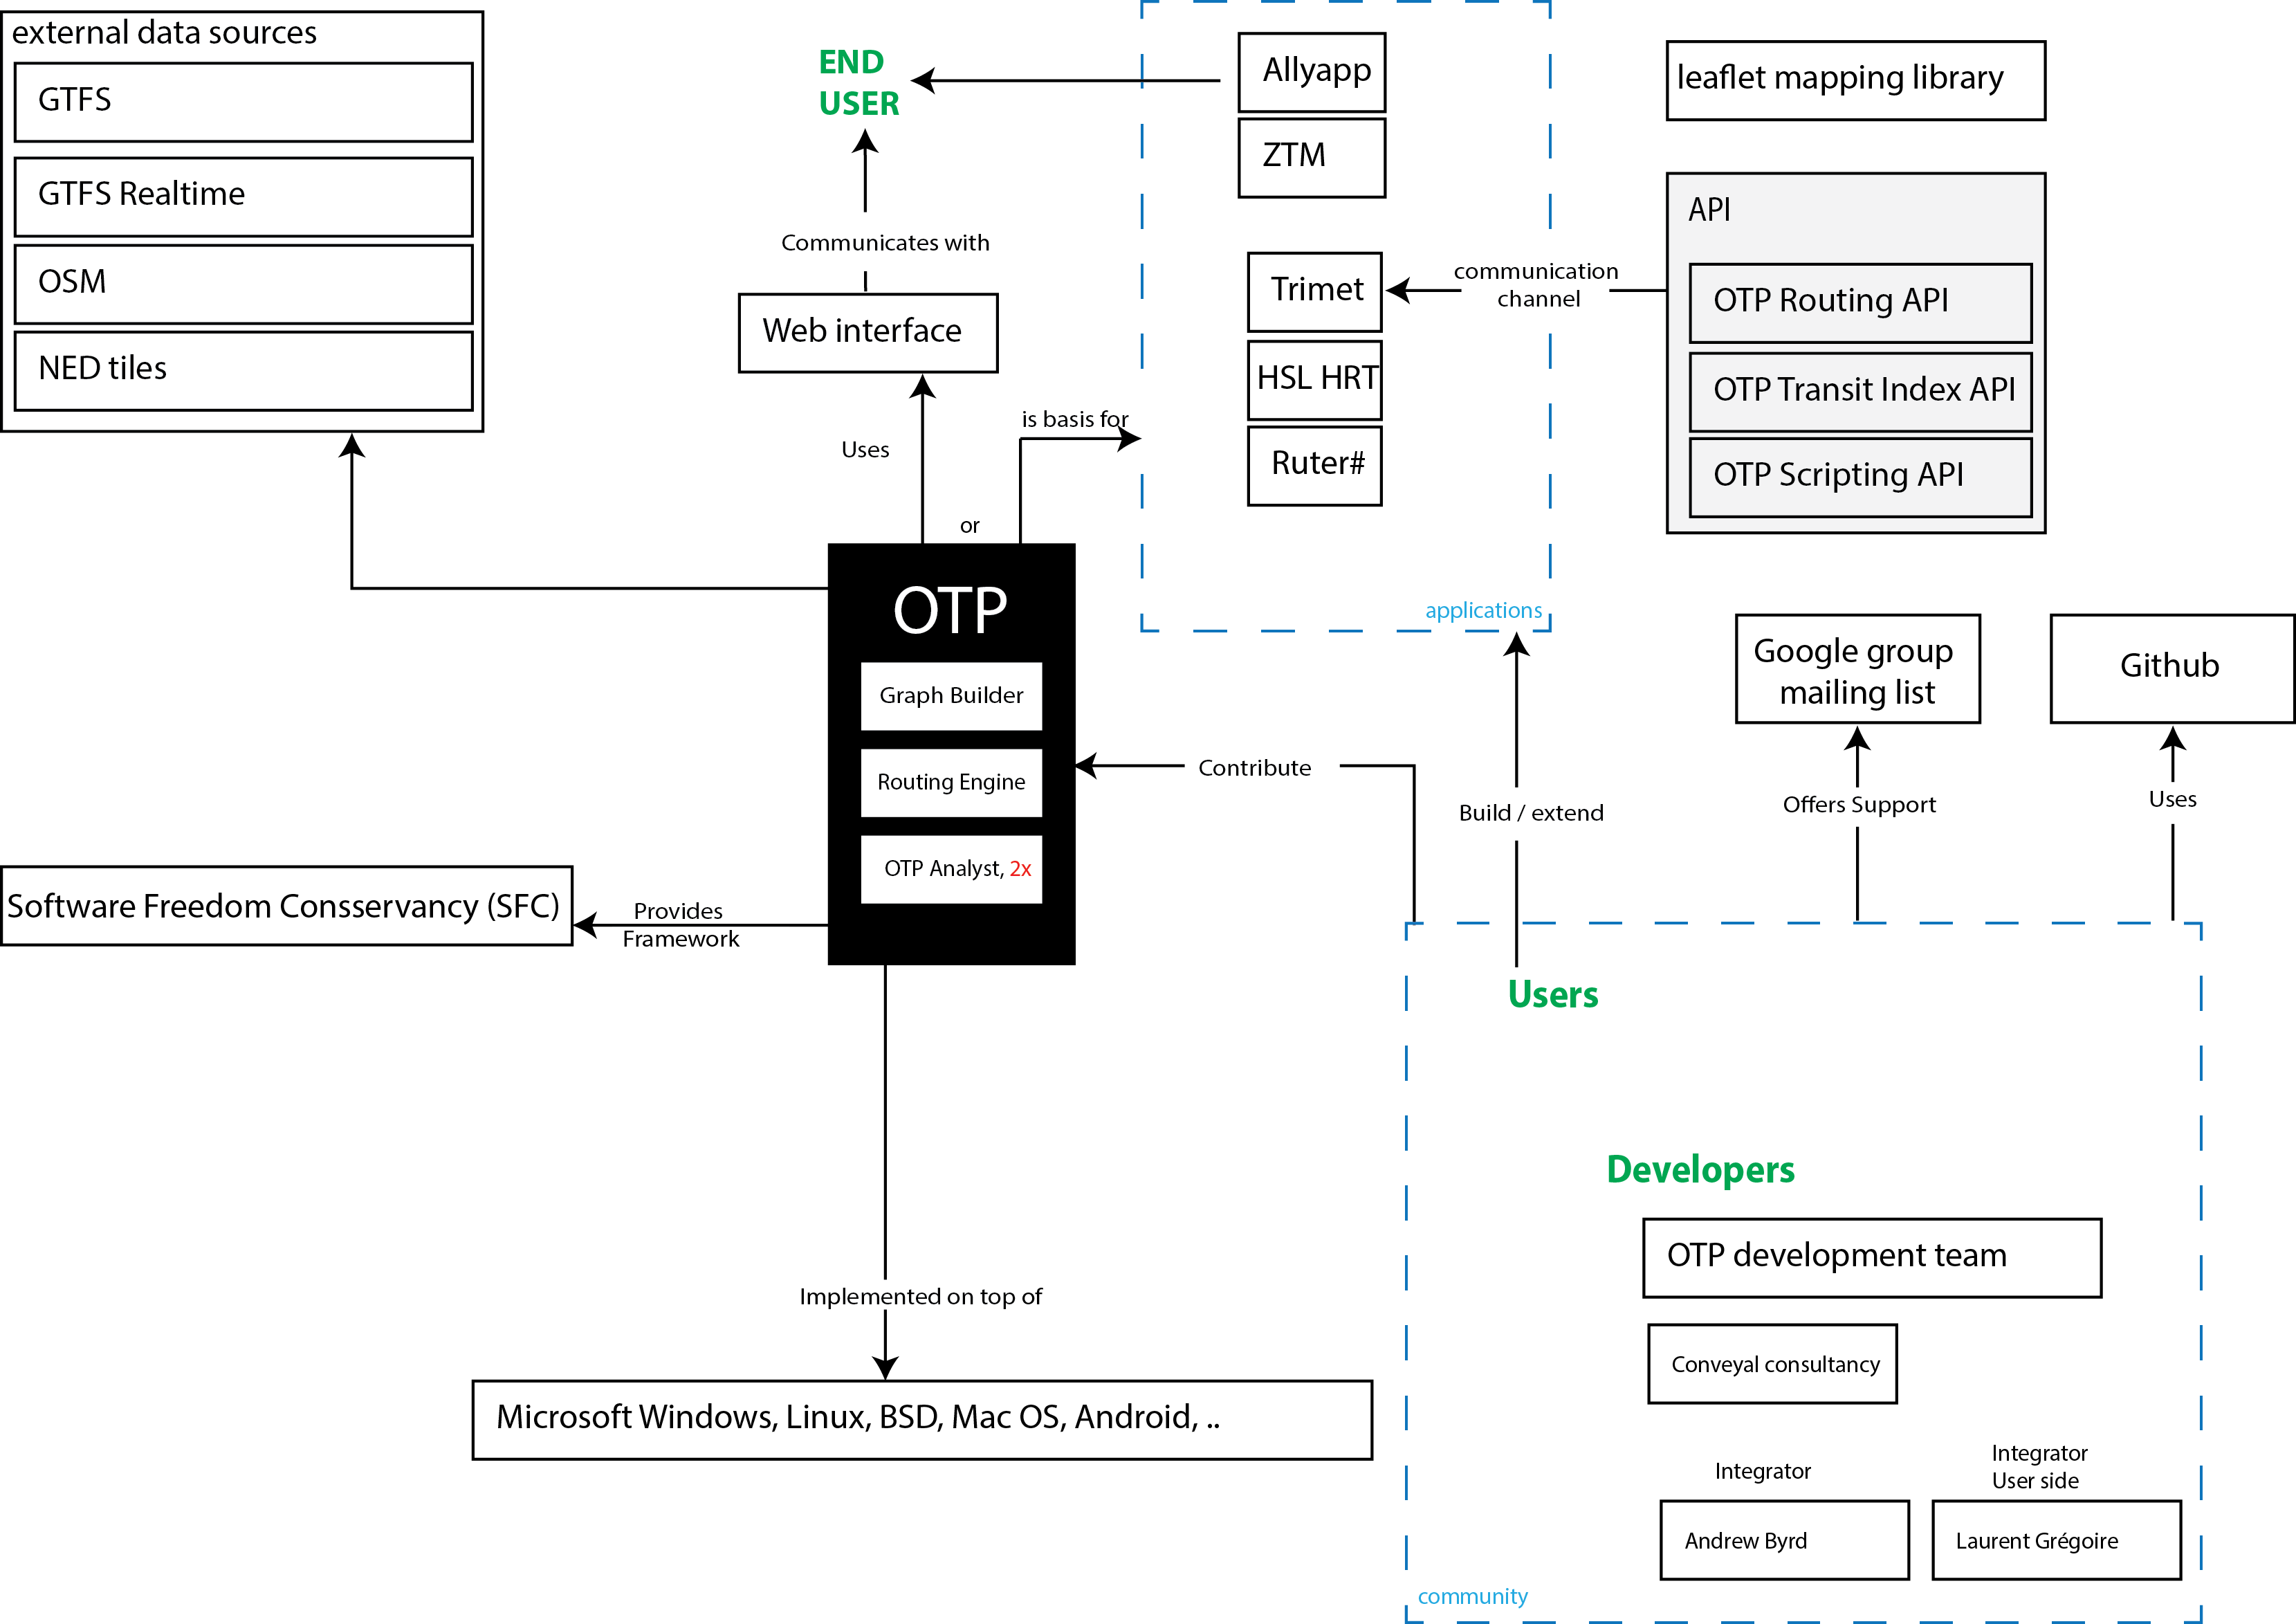 external data sources
GTFS
GTFS Realtime
OSM
NED tiles
END
USER
Communicates with
Web interface
Uses
or
is basis for
Allyapp
ZTM
Trimet
HSL HRT
Ruter#
applications
leaflet mapping library
API
OTP Routing API
OTP Transit Index API
OTP Scripting API
communication
channel
OTP
Graph Builder
Routing Engine
OTP Analyst, 2x
Contribute
Build / extend
Google group
mailing list
Github
Offers Support
Uses
Software Freedom Consservancy (SFC)
Provides
Framework
Implemented on top of
Microsoft Windows, Linux, BSD, Mac OS, Android, ..
Users
Developers
OTP development team
Conveyal consultancy
Integrator
Andrew Byrd
Integrator
User side
Laurent Grégoire
community